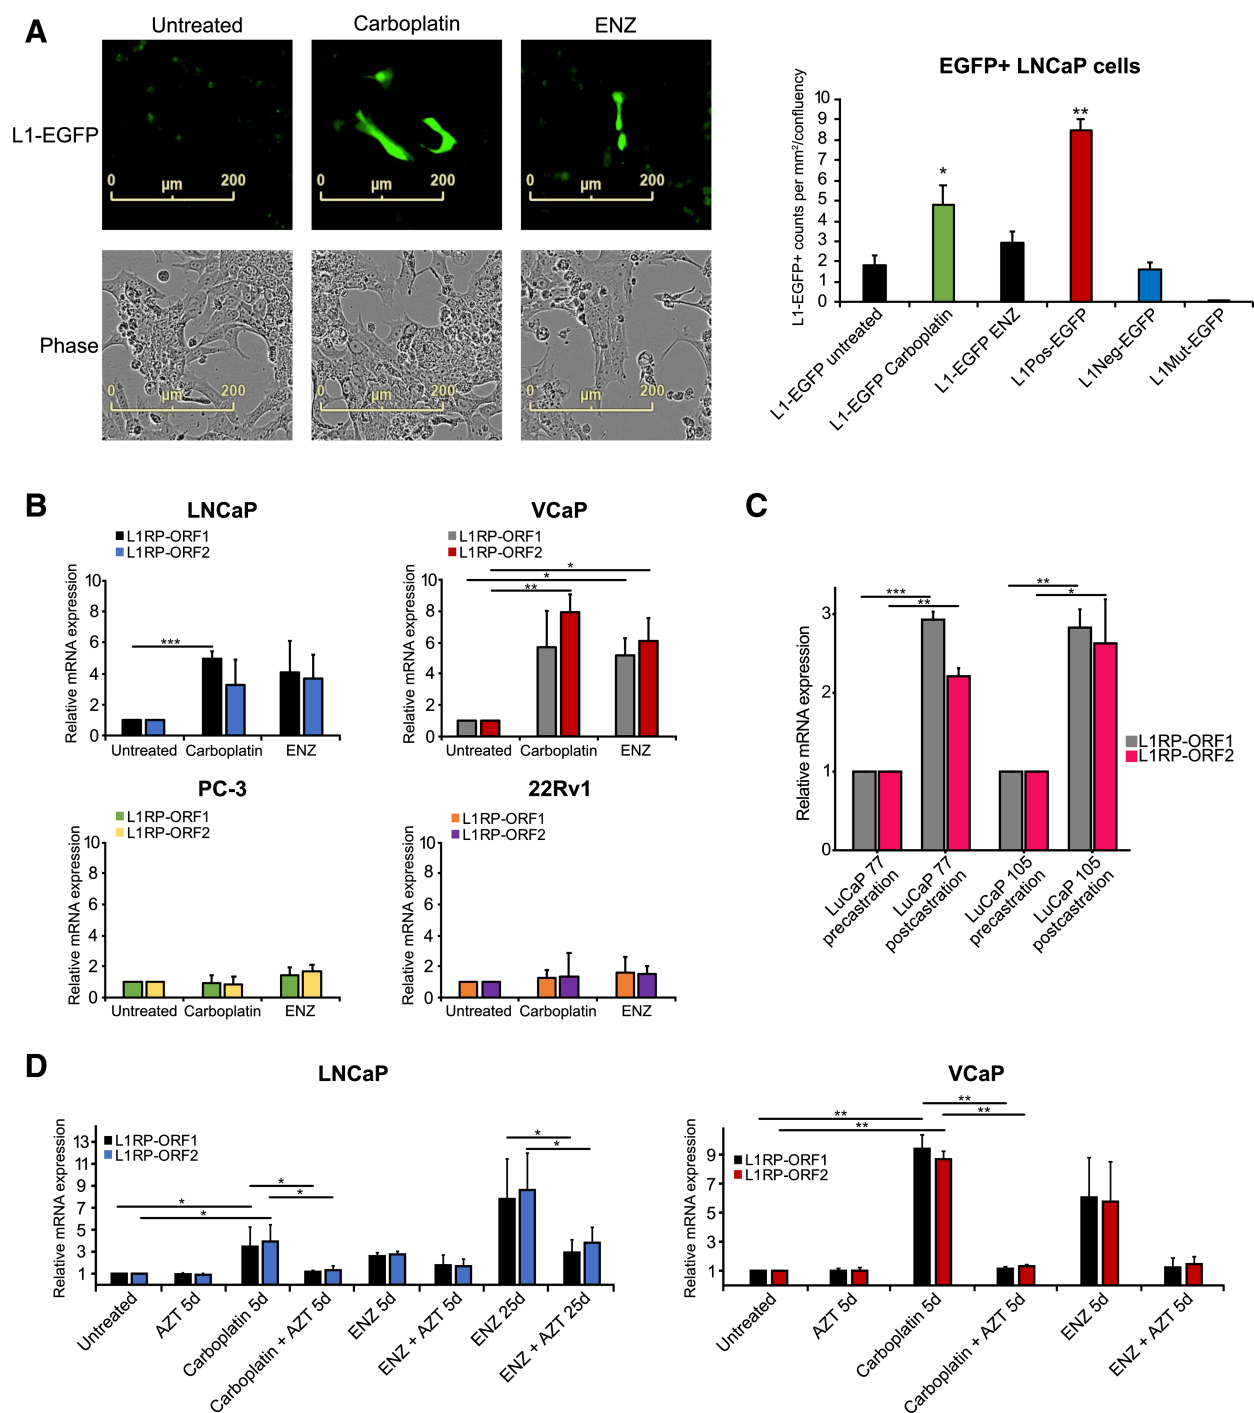 A
Untreated
Carboplatin
ENZ
L1-EGFP
0 µm 200
0 µm 200
0 µm 200
Phase
0 µm 200
0 µm 200
0 µm 200
EGFP+ LNCaP cells
L1-EGFP+ counts per mm²/confluency
10
9
8
7
6
5
4
3
2
1
0
*
**
L1-EGFP untreated
L1-EGFP Carboplatin
L1-EGFP ENZ
L1Pos-EGFP
L1Neg-EGFP
L1Mut-EGFP
B
LNCaP
L1RP-ORF1
L1RP-ORF2
Relative mRNA expression
10
8
6
4
2
0
***
Untreated
Carboplatin
ENZ
VCaP
L1RP-ORF1
L1RP-ORF2
Relative mRNA expression
10
8
6
4
2
0
*
*
**
Untreated
Carboplatin
ENZ
PC-3
L1RP-ORF1
L1RP-ORF2
Relative mRNA expression
10
8
6
4
2
0
Untreated
Carboplatin
ENZ
22Rv1
L1RP-ORF1
L1RP-ORF2
Relative mRNA expression
10
8
6
4
2
0
Untreated
Carboplatin
ENZ
C
Relative mRNA expression
3
2
1
0
***
**
**
*
L1RP-ORF1
L1RP-ORF2
LuCaP 77
precastration
LuCaP 77
postcastration
LuCaP 105
precastration
LuCaP 105
postcastration
D
LNCaP
L1RP-ORF1
L1RP-ORF2
Relative mRNA expression
13
11
9
7
5
3
1
*
*
*
*
*
*
Untreated
AZT 5d
Carboplatin 5d
Carboplatin + AZT 5d
ENZ 5d
ENZ + AZT 5d
ENZ 25d
ENZ + AZT 25d
VCaP
L1RP-ORF1
L1RP-ORF2
Relative mRNA expression
9
7
5
3
1
**
**
**
**
Untreated
AZT 5d
Carboplatin 5d
Carboplatin + AZT 5d
ENZ 5d
ENZ + AZT 5d